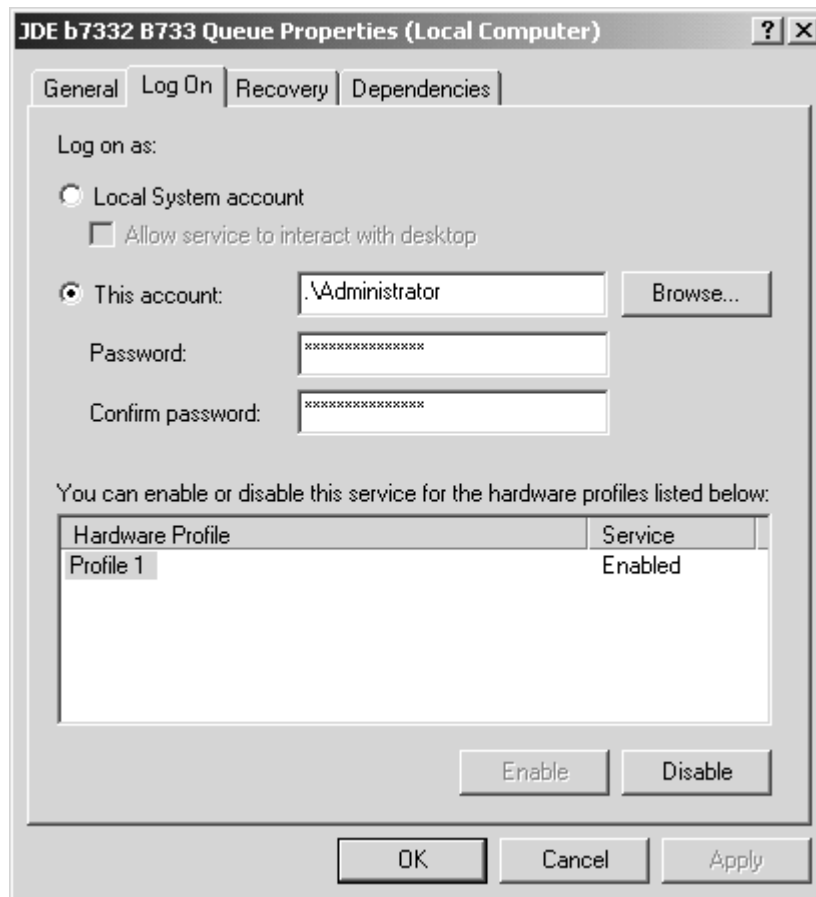 JDE b7332 B733 Queue Properties (Local Computer) ? X
General Log On Recovery Dependencies
Log on as:
Local System account
Allow service to interact with desktop
This account: .\Administrator Browse...
Password: ***************
Confirm password: ***************
You can enable or disable this service for the hardware profiles listed below:
Hardware Profile Service
Profile 1 Enabled
Enable Disable
OK Cancel Apply